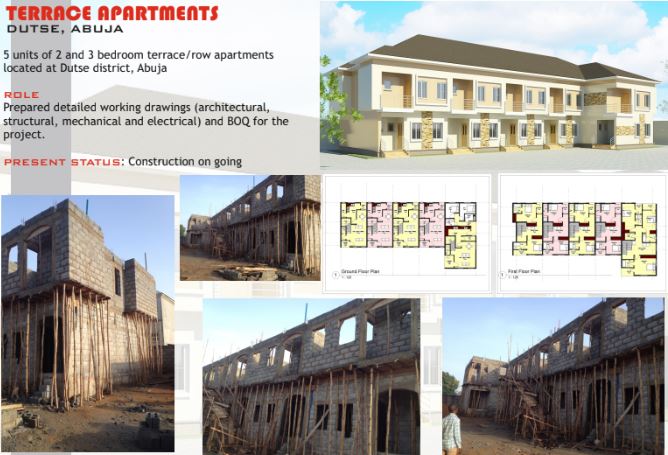 TERRACE APARTMENTS
DUTSE, ABUJA
5 units of 2 and 3 bedroom terrace/row apartments
located at Dutse district, Abuja
ROLE
Prepared detailed working drawings (architectural,
structural, mechanical and electrical) and BOQ for the
project.
PRESENT STATUS: Construction on going
Ground Floor Plan
First Floor Plan